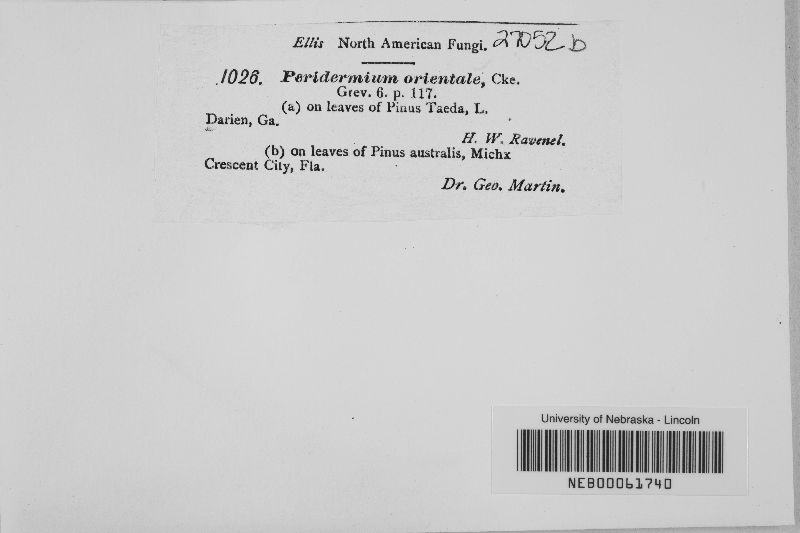 Ellis North American Fungi. 27052 b
1026. Peridermium orientale, Cke.
Grev. 6. p. 117.
(a) on leaves of Pinus Taeda, L.
Darien, Ga.
H. W. Ravenel.
(b) on leaves of Pinus australis, Michx
Crescent City, Fla.
Dr. Geo. Martin.
University of Nebraska - Lincoln
NEB00061740